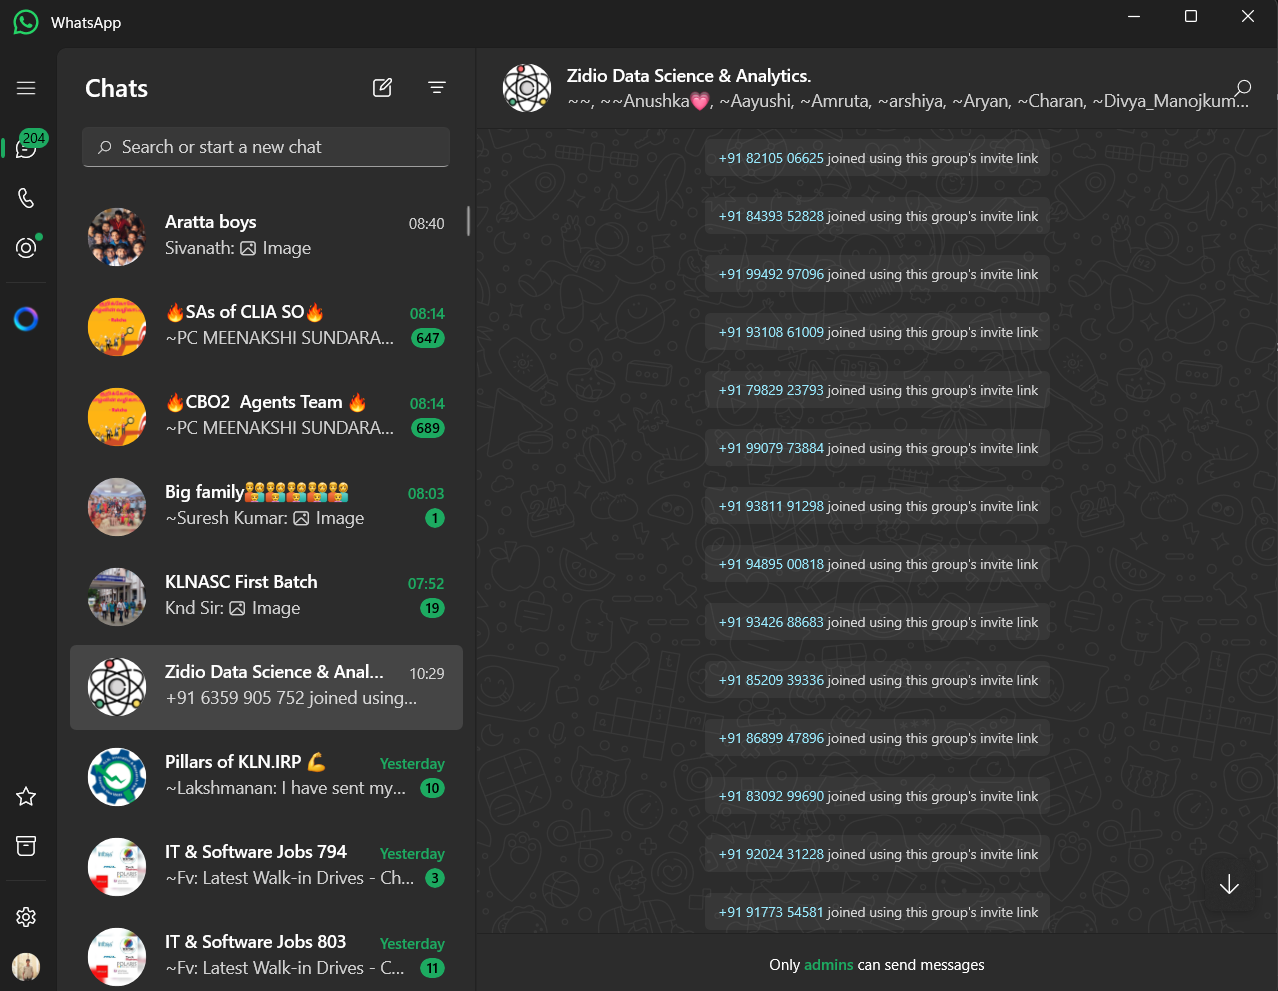 WhatsApp
Chats
204
Search or start a new chat
Aratta boys 08:40
Sivanath: Image
🔥SAs of CLIA SO🔥 08:14
~PC MEENAKSHI SUNDARA... 647
🔥CBO2 Agents Team 🔥 08:14
~PC MEENAKSHI SUNDARA... 689
Big family 08:03
~Suresh Kumar: Image 1
KLNASC First Batch 07:52
Knd Sir: Image 19
Zidio Data Science & Anal... 10:29
+91 6359 905 752 joined using...
Pillars of KLN.IRP 💪 Yesterday
~Lakshmanan: I have sent my... 10
IT & Software Jobs 794 Yesterday
~Fv: Latest Walk-in Drives - Ch... 3
IT & Software Jobs 803 Yesterday
~Fv: Latest Walk-in Drives - C... 11
Zidio Data Science & Analytics.
~~, ~~Anushka💗, ~Aayushi, ~Amruta, ~arshiya, ~Aryan, ~Charan, ~Divya_Manojkum...
+91 82105 06625 joined using this group's invite link
+91 84393 52828 joined using this group's invite link
+91 99492 97096 joined using this group's invite link
+91 93108 61009 joined using this group's invite link
+91 79829 23793 joined using this group's invite link
+91 99079 73884 joined using this group's invite link
+91 93811 91298 joined using this group's invite link
+91 94895 00818 joined using this group's invite link
+91 93426 88683 joined using this group's invite link
+91 85209 39336 joined using this group's invite link
+91 86899 47896 joined using this group's invite link
+91 83092 99690 joined using this group's invite link
+91 92024 31228 joined using this group's invite link
+91 91773 54581 joined using this group's invite link
Only admins can send messages